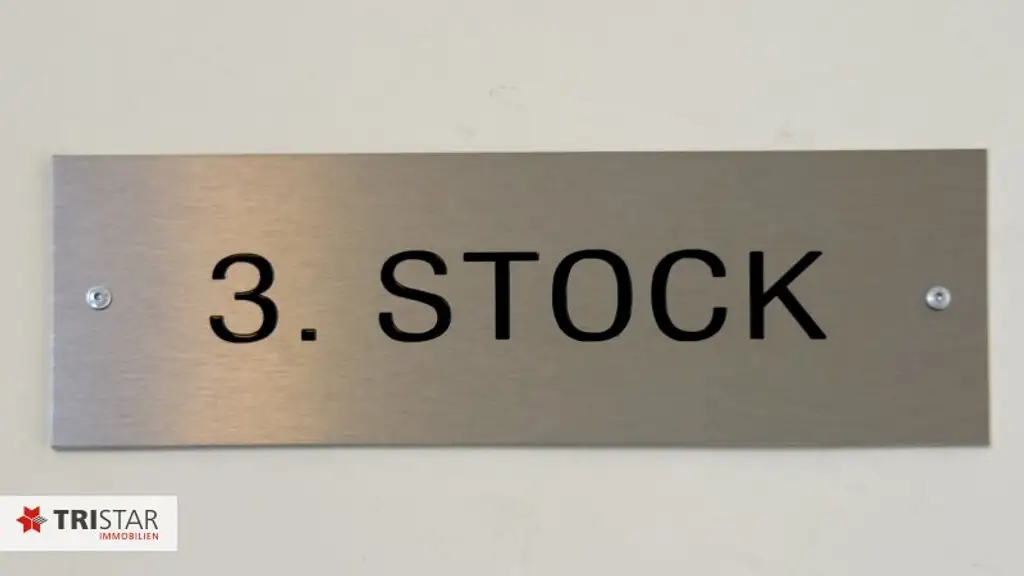 3. STOCK
TRISTAR
IMMOBILIEN